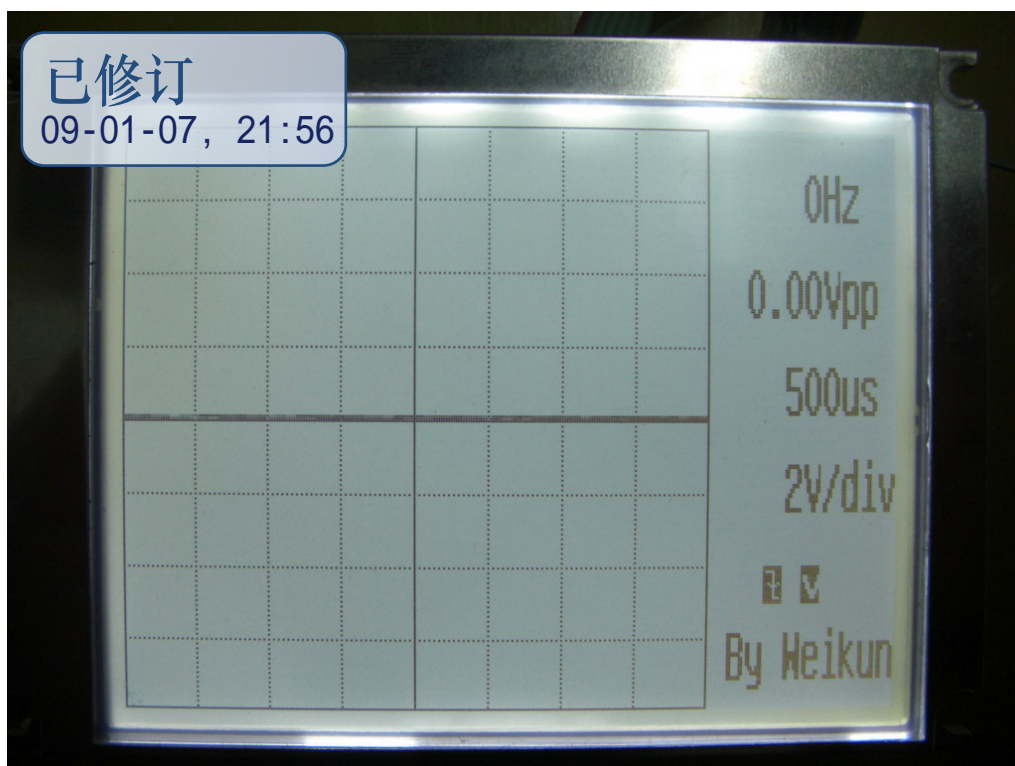 已修订
09-01-07, 21:56
0Hz
0.00Vpp
500us
2V/div
By Weikun